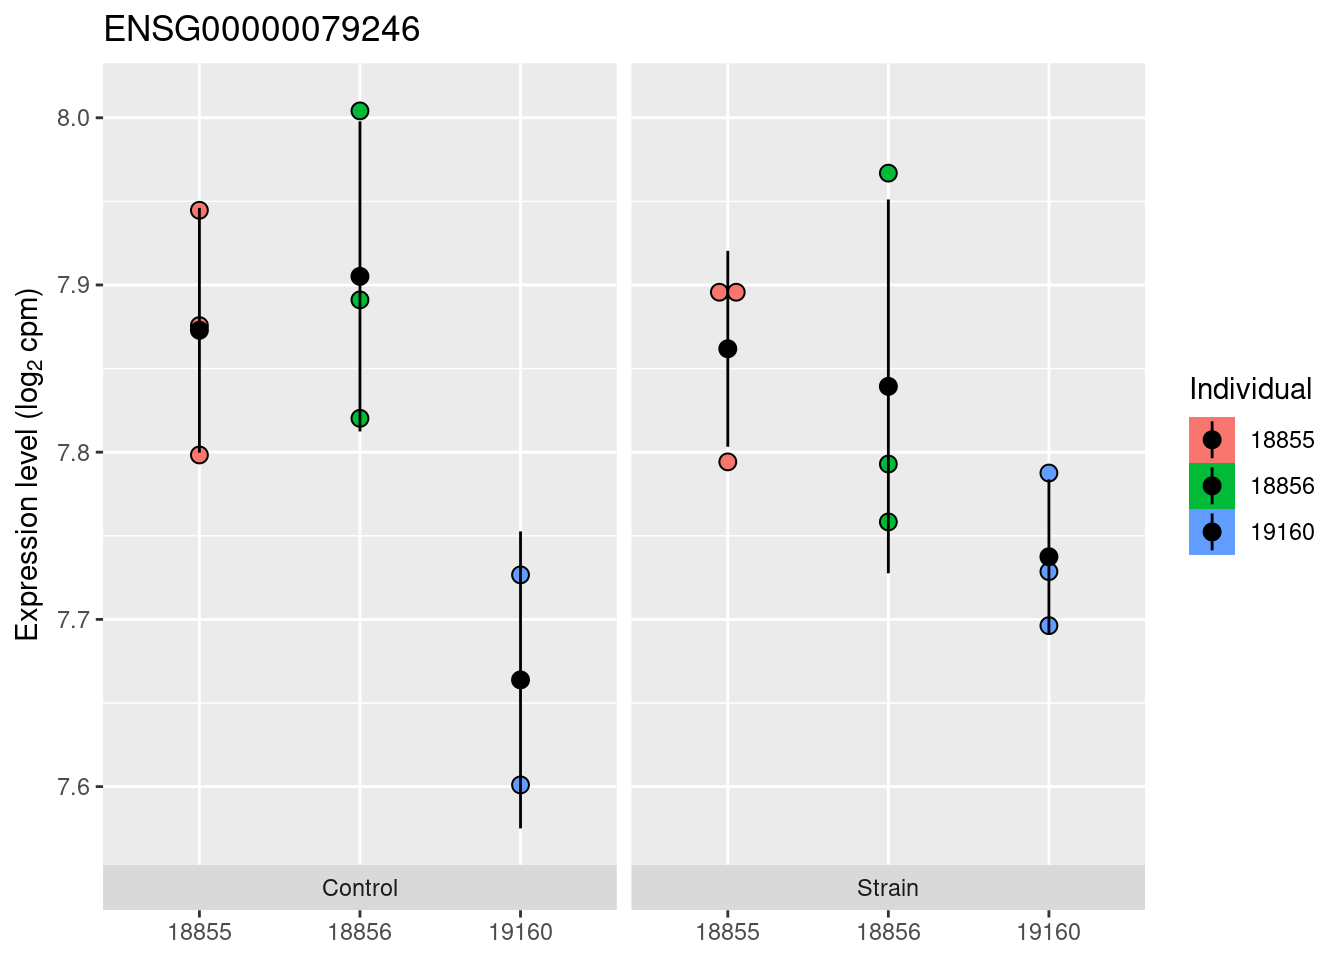 ENSG00000079246
Expression level (log₂ cpm)
8.0
7.9
7.8
7.7
7.6
Control
Strain
18855
18856
19160
18855
18856
19160
Individual
18855
18856
19160